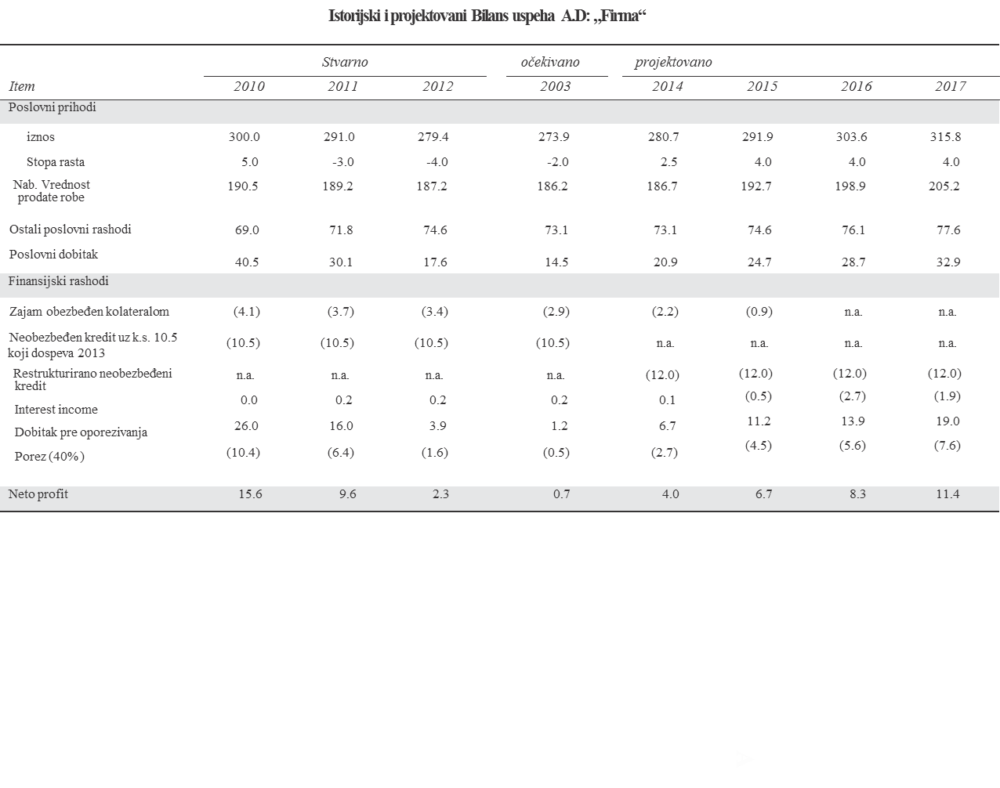 Istorijski i projektovani Bilans uspeha A.D: „Firma“
Stvarno očekivano projektovano
Item 2010 2011 2012 2003 2014 2015 2016 2017
Poslovni prihodi
iznos 300.0 291.0 279.4 273.9 280.7 291.9 303.6 315.8
Stopa rasta 5.0 -3.0 -4.0 -2.0 2.5 4.0 4.0 4.0
Nab. Vrednost 190.5 189.2 187.2 186.2 186.7 192.7 198.9 205.2
prodate robe
Ostali poslovni rashodi 69.0 71.8 74.6 73.1 73.1 74.6 76.1 77.6
Poslovni dobitak 40.5 30.1 17.6 14.5 20.9 24.7 28.7 32.9
Finansijski rashodi
Zajam obezbeđen kolateralom (4.1) (3.7) (3.4) (2.9) (2.2) (0.9) n.a. n.a.
Neobezbeđen kredit uz k.s. 10.5 (10.5) (10.5) (10.5) (10.5) n.a. n.a. n.a. n.a.
koji dospeva 2013
Restrukturirano neobezbeđeni n.a. n.a. n.a. n.a. (12.0) (12.0) (12.0) (12.0)
kredit
Interest income 0.0 0.2 0.2 0.2 0.1 (0.5) (2.7) (1.9)
Dobitak pre oporezivanja 26.0 16.0 3.9 1.2 6.7 11.2 13.9 19.0
Porez (40%) (10.4) (6.4) (1.6) (0.5) (2.7) (4.5) (5.6) (7.6)
Neto profit 15.6 9.6 2.3 0.7 4.0 6.7 8.3 11.4